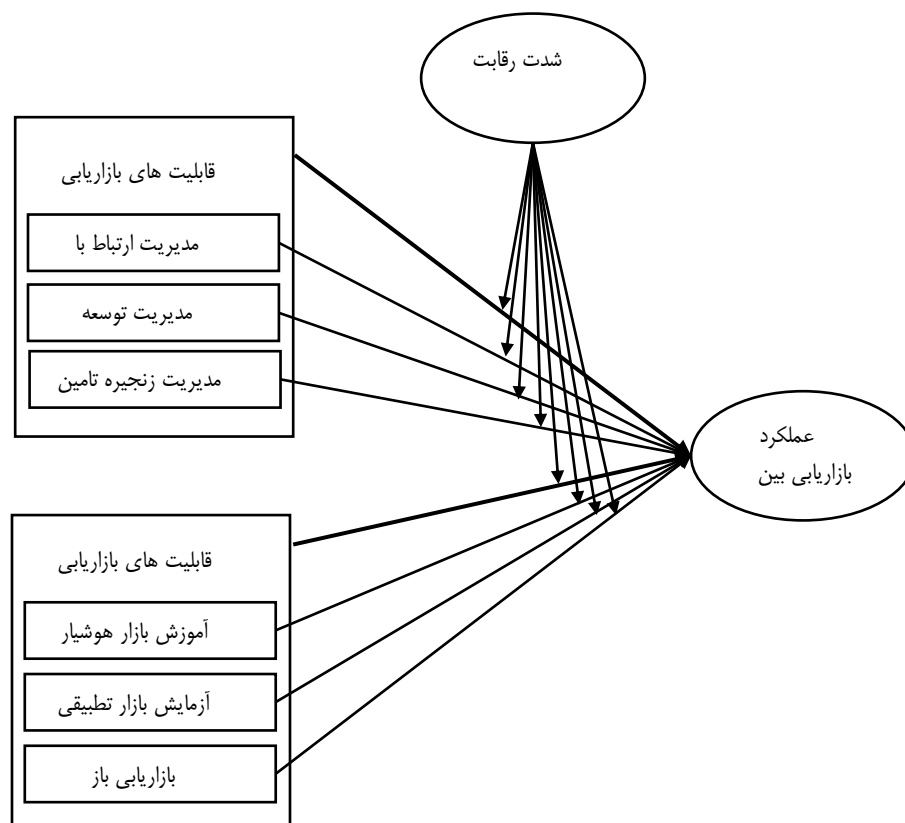 شدت رقابت
قابلیت های بازاریابی
مدیریت ارتباط با
مدیریت توسعه
مدیریت زنجیره تامین
عملکرد
بازاریابی بین
قابلیت های بازاریابی
آموزش بازار هوشیار
آزمایش بازار تطبیقی
بازاریابی باز